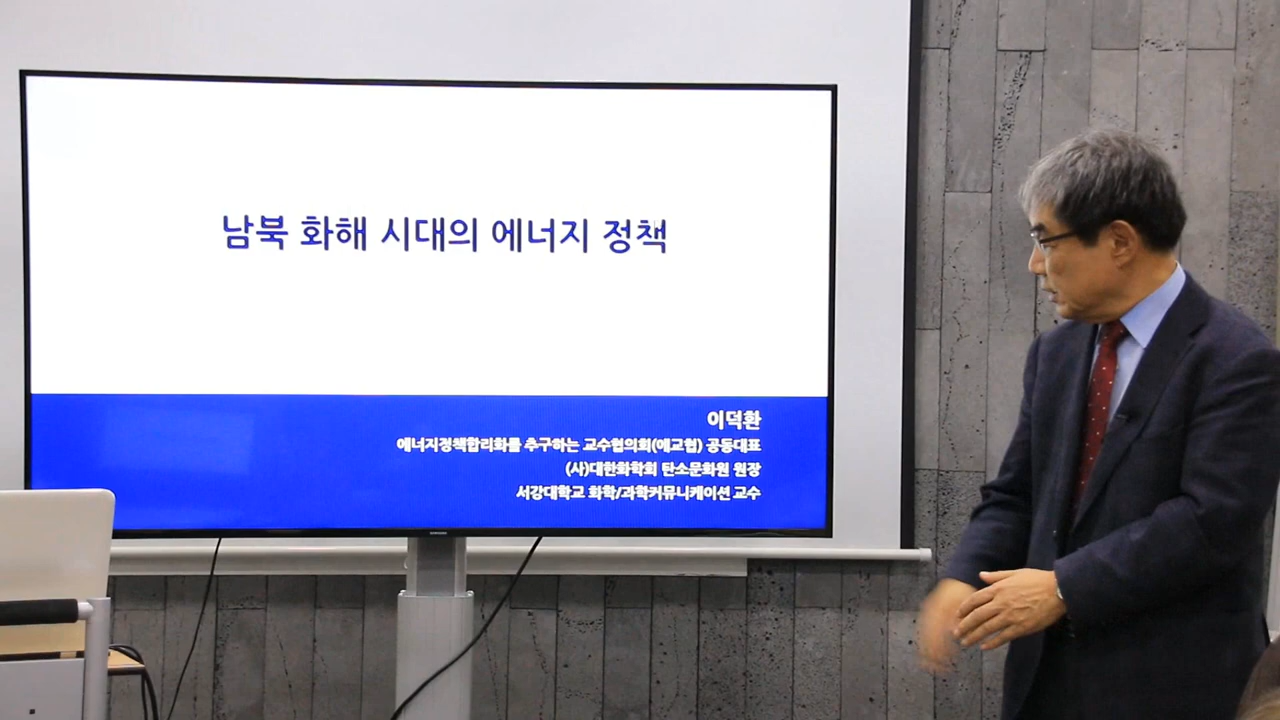 남북 화해 시대의 에너지 정책
이덕환
에너지정책합리화를 추구하는 교수협의회(에교협) 공동대표
(사)대한화학회 탄소문화원 원장
서강대학교 화학/과학커뮤니케이션 교수
SAMSUNG